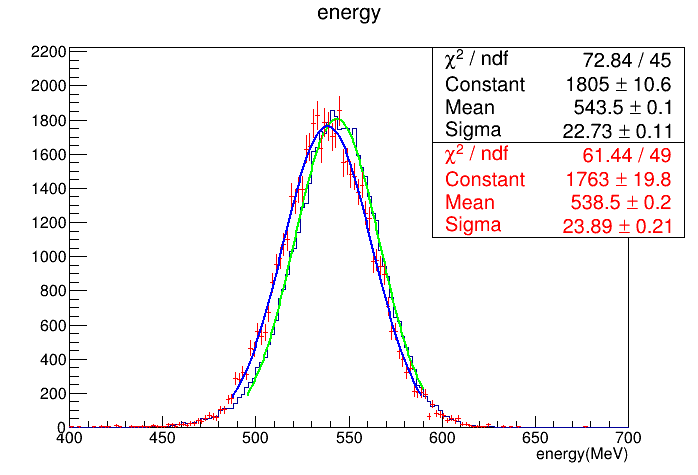 energy
2200
2000
1800
1600
1400
1200
1000
800
600
400
200
0
χ² / ndf 72.84 / 45
Constant 1805 ± 10.6
Mean 543.5 ± 0.1
Sigma 22.73 ± 0.11
χ² / ndf 61.44 / 49
Constant 1763 ± 19.8
Mean 538.5 ± 0.2
Sigma 23.89 ± 0.21
400 450 500 550 600 650 700
energy(MeV)